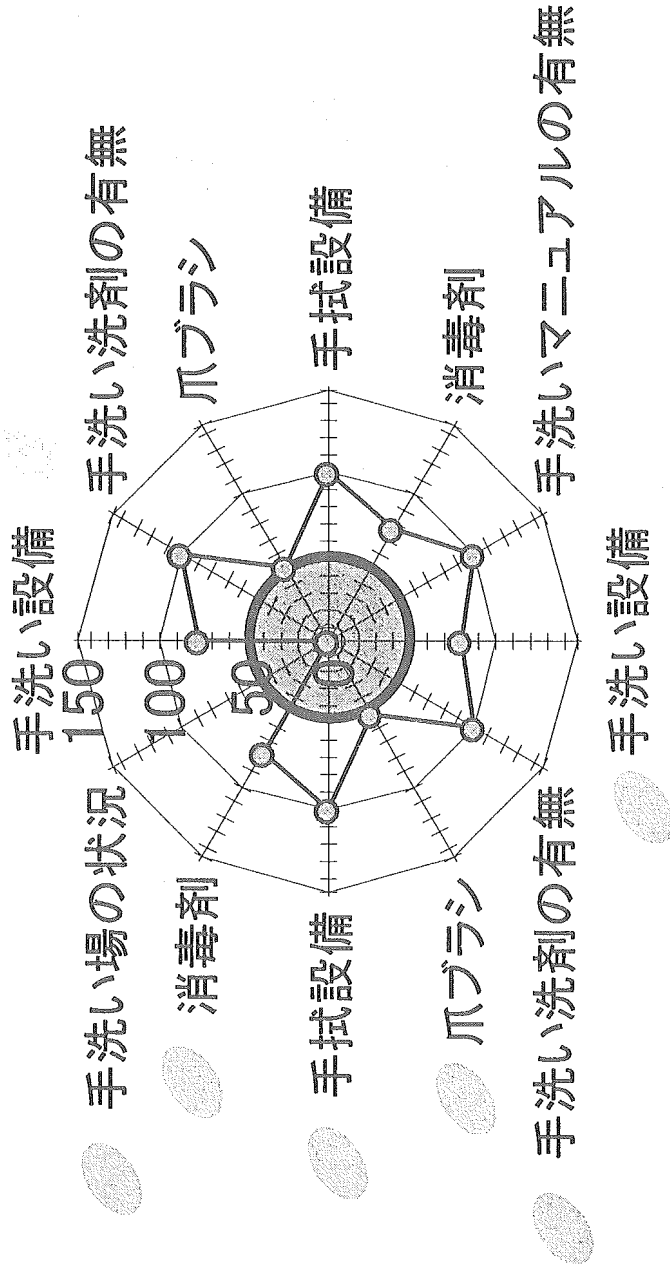 手洗い設備
手洗い洗剤の有無
爪ブラシ
手拭設備
消毒剤
手洗いマニュアルの有無
手洗い設備
手洗い洗剤の有無
爪ブラシ
手拭設備
消毒剤
手洗い場の状況
150
100
50
0